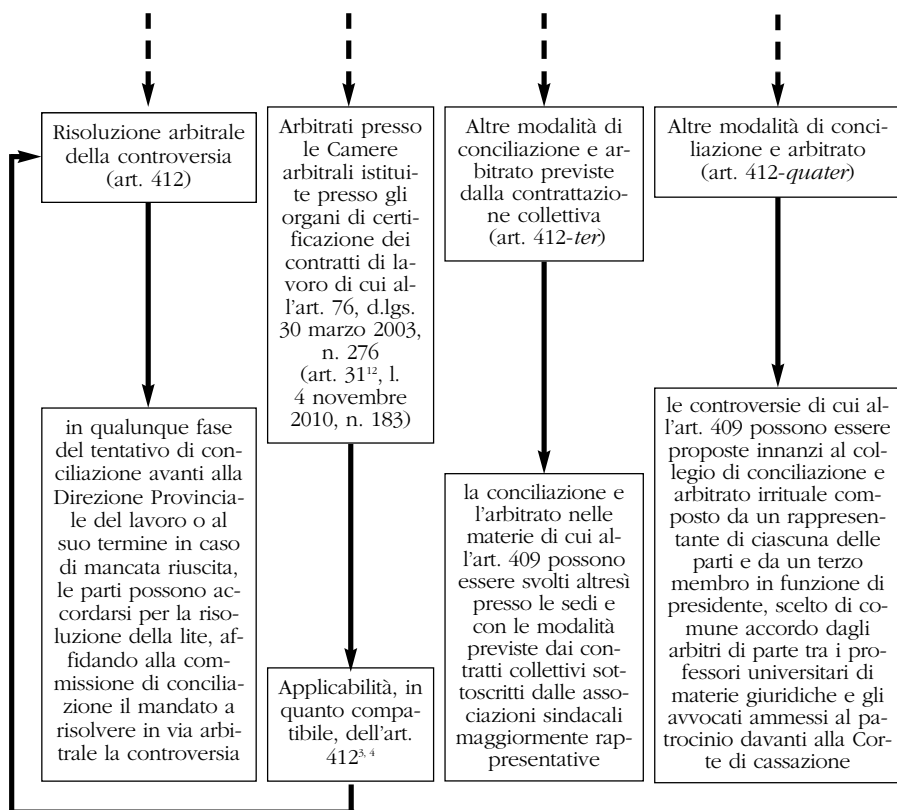 Risoluzione arbitrale
della controversia
(art. 412)
in qualunque fase
del tentativo di con-
ciliazione avanti alla
Direzione Provincia-
le del lavoro o al
suo termine in caso
di mancata riuscita,
le parti possono ac-
cordarsi per la riso-
luzione della lite, af-
fidando alla com-
missione di concilia-
zione il mandato a
risolvere in via arbi-
trale la controversia
Arbitrati presso
le Camere
arbitrali istitui-
te presso gli
organi di certi-
ficazione dei
contratti di la-
voro di cui al-
l'art. 76, d.lgs.
30 marzo 2003,
n. 276
(art. 31¹², l.
4 novembre
2010, n. 183)
Applicabilità, in
quanto compa-
tibile, dell'art.
412³, ⁴
Altre modalità di
conciliazione e ar-
bitrato previste
dalla contrattazio-
ne collettiva
(art. 412-ter)
la conciliazione e
l'arbitrato nelle
materie di cui al-
l'art. 409 possono
essere svolti altresì
presso le sedi e
con le modalità
previste dai con-
tratti collettivi sot-
toscritti dalle asso-
ciazioni sindacali
maggiormente rap-
presentative
Altre modalità di conci-
liazione e arbitrato
(art. 412-quater)
le controversie di cui al-
l'art. 409 possono essere
proposte innanzi al col-
legio di conciliazione e
arbitrato irrituale com-
posto da un rappresen-
tante di ciascuna delle
parti e da un terzo
membro in funzione di
presidente, scelto di co-
mune accordo dagli
arbitri di parte tra i pro-
fessori universitari di
materie giuridiche e gli
avvocati ammessi al pa-
trocinio davanti alla Cor-
te di cassazione